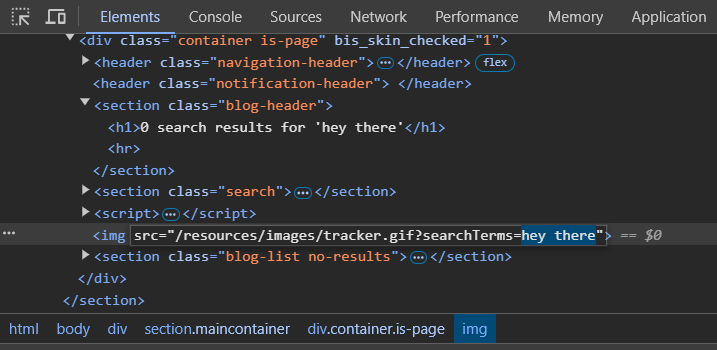 Elements Console Sources Network Performance Memory Application
<div class="container is-page" bis_skin_checked="1">
<header class="navigation-header">…</header> flex
<header class="notification-header"> </header>
<section class="blog-header">
<h1>0 search results for 'hey there'</h1>
<hr>
</section>
<section class="search">…</section>
<script>…</script>
… <img src="/resources/images/tracker.gif?searchTerms=hey there"> == $0
<section class="blog-list no-results">…</section>
</div>
</section>
html body div section.maincontainer div.container.is-page img